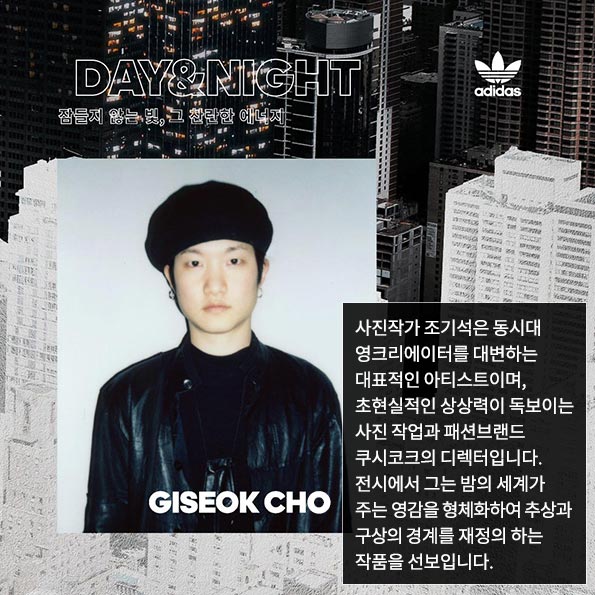 DAY&NIGHT
adidas
잠들지 않는 빛, 그 찬란한 에너지
GISEOK CHO
사진작가 조기석은 동시대
영크리에이터를 대변하는
대표적인 아티스트이며,
초현실적인 상상력이 독보이는
사진 작업과 패션브랜드
쿠시코크의 디렉터입니다.
전시에서 그는 밤의 세계가
주는 영감을 형체화하여 추상과
구상의 경계를 재정의 하는
작품을 선보입니다.